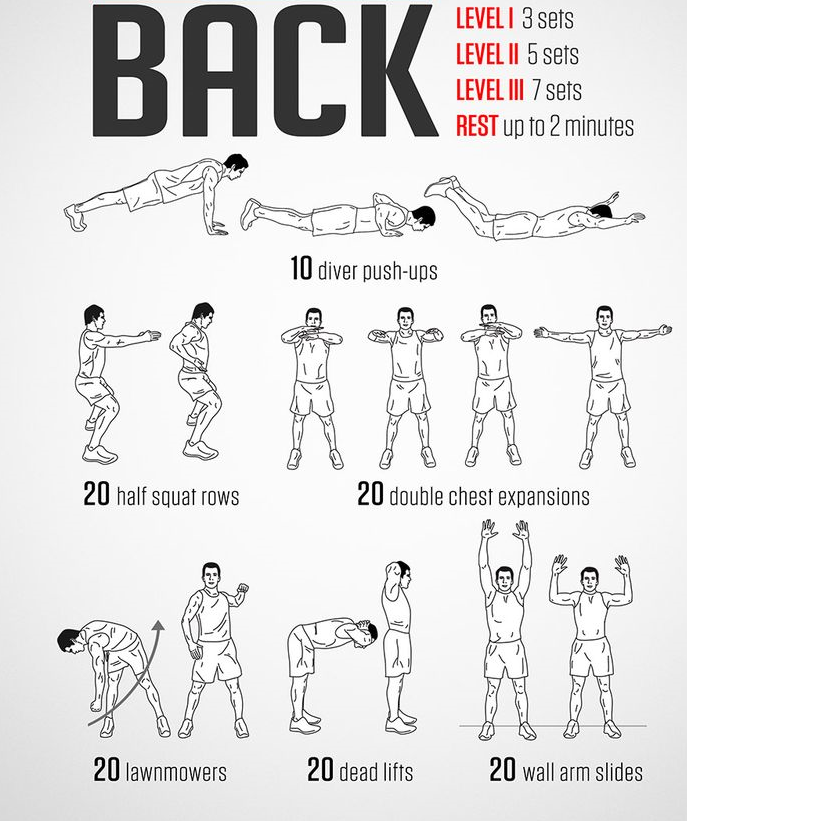 BACK
LEVEL I 3 sets
LEVEL II 5 sets
LEVEL III 7 sets
REST up to 2 minutes
10 diver push-ups
20 half squat rows
20 double chest expansions
20 lawnmowers
20 dead lifts
20 wall arm slides